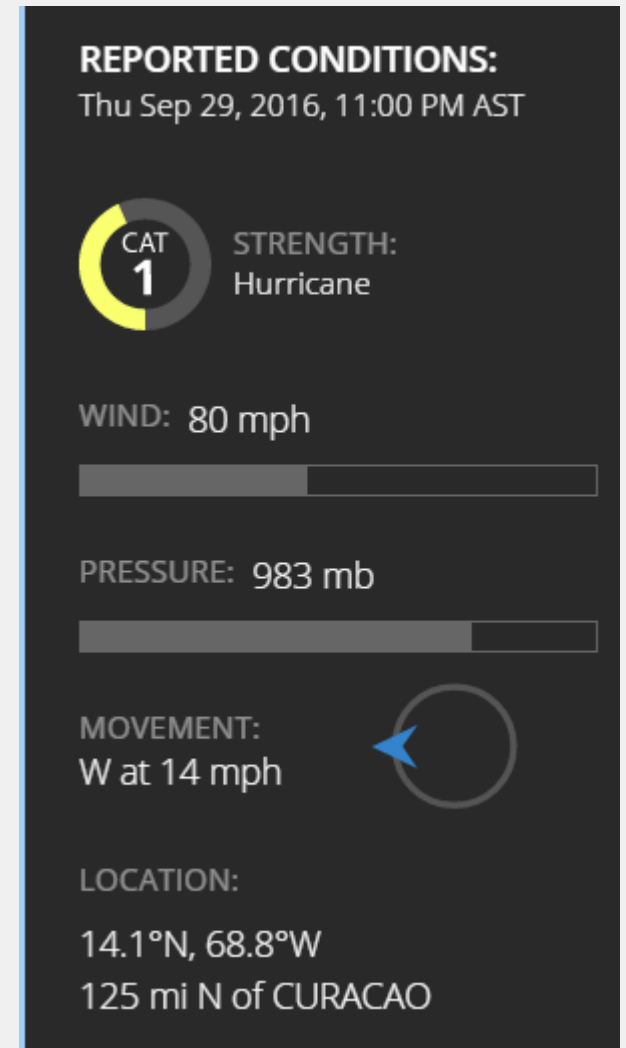 REPORTED CONDITIONS:
Thu Sep 29, 2016, 11:00 PM AST
CAT
1
STRENGTH:
Hurricane
WIND: 80 mph
PRESSURE: 983 mb
MOVEMENT:
W at 14 mph
LOCATION:
14.1°N, 68.8°W
125 mi N of CURACAO